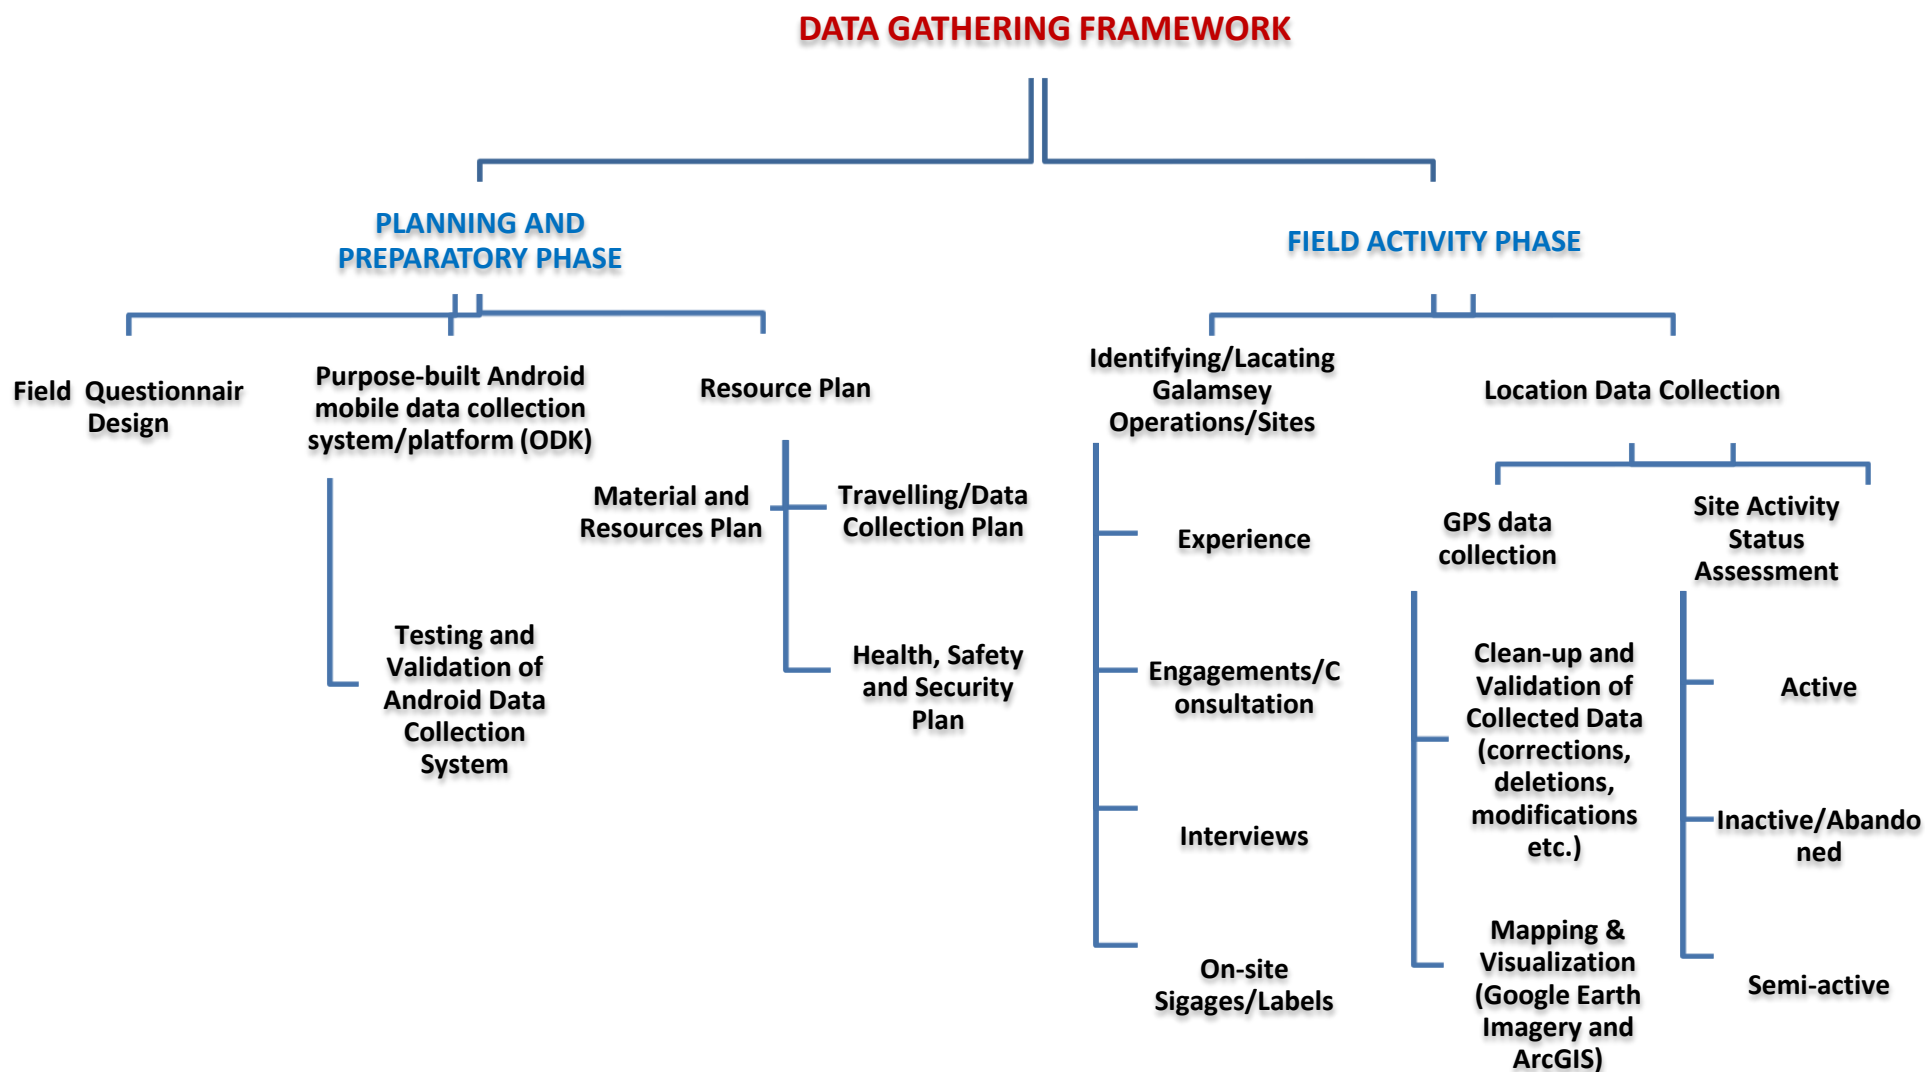 DATA GATHERING FRAMEWORK
PLANNING AND
PREPARATORY PHASE
FIELD ACTIVITY PHASE
Field Questionnair
Design
Purpose-built Android
mobile data collection
system/platform (ODK)
Resource Plan
Identifying/Lacating
Galamsey
Operations/Sites
Location Data Collection
Material and
Resources Plan
Travelling/Data
Collection Plan
Experience
GPS data
collection
Site Activity
Status
Assessment
Testing and
Validation of
Android Data
Collection
System
Health, Safety
and Security
Plan
Engagements/C
onsultation
Clean-up and
Validation of
Collected Data
(corrections,
deletions,
modifications
etc.)
Active
Interviews
Inactive/Abando
ned
On-site
Sigages/Labels
Mapping &
Visualization
(Google Earth
Imagery and
ArcGIS)
Semi-active